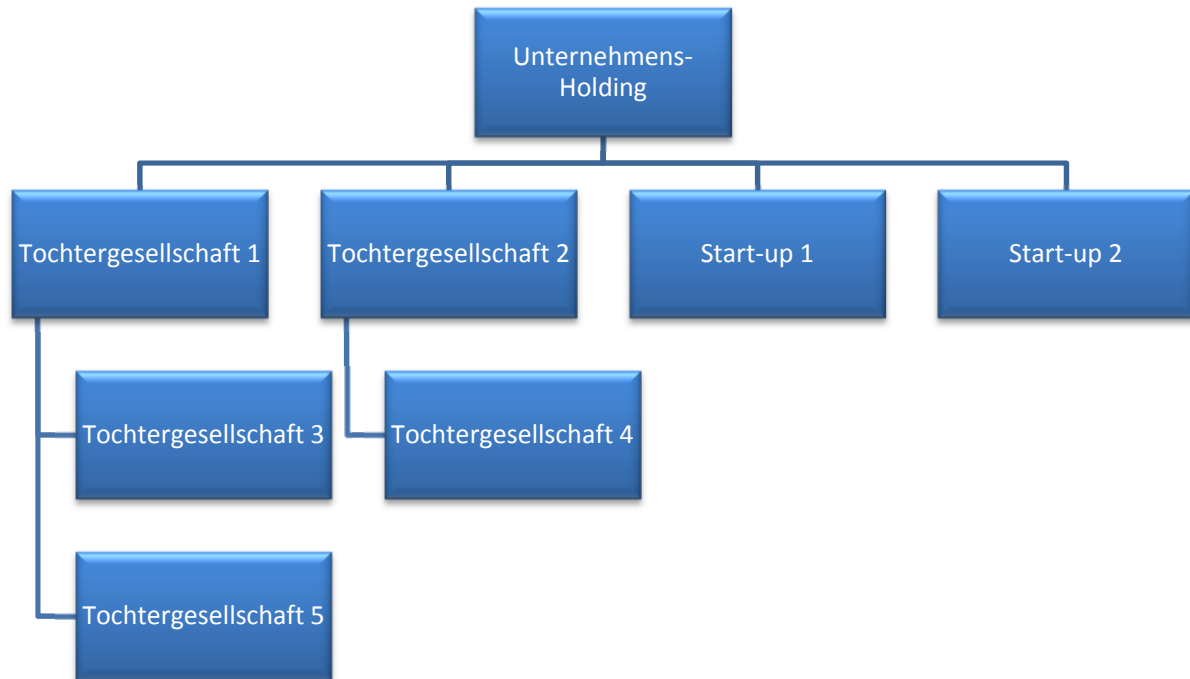 Unternehmens-
Holding
Tochtergesellschaft 1
Tochtergesellschaft 2
Start-up 1
Start-up 2
Tochtergesellschaft 3
Tochtergesellschaft 4
Tochtergesellschaft 5